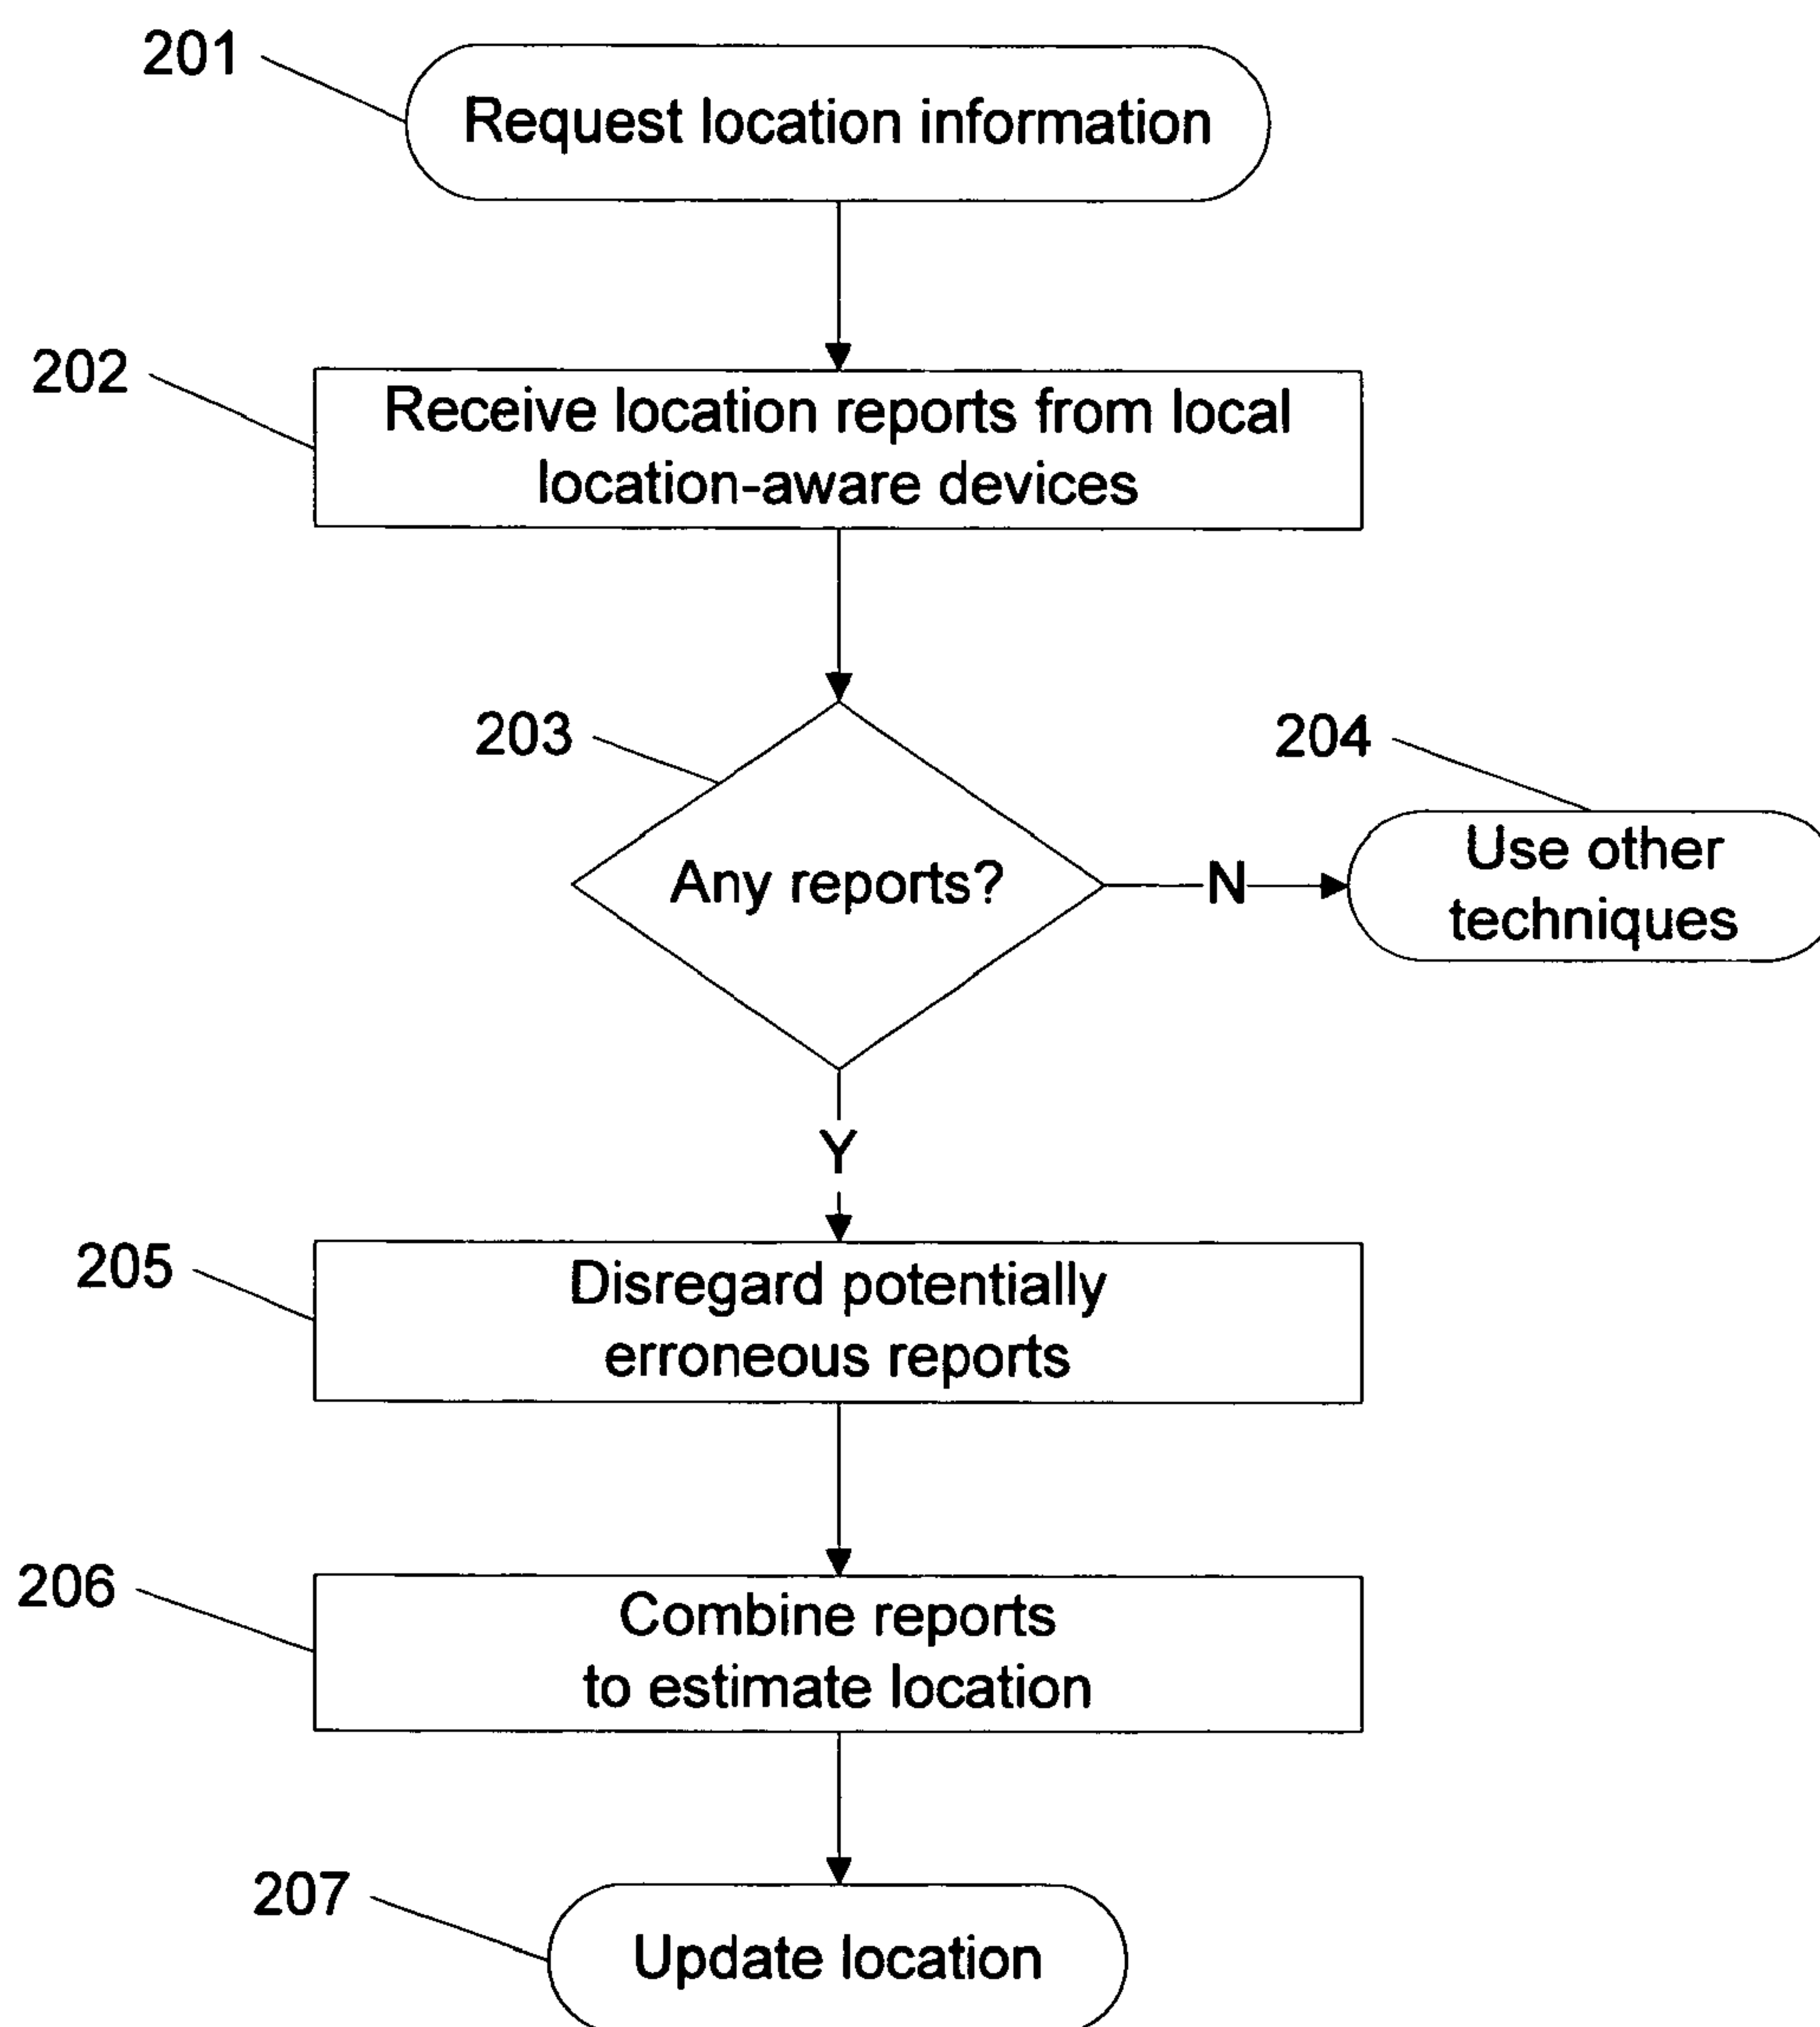 201
Request location information
202
Receive location reports from local
location-aware devices
203
Any reports?
N
204
Use other
techniques
Y
205
Disregard potentially
erroneous reports
206
Combine reports
to estimate location
207
Update location